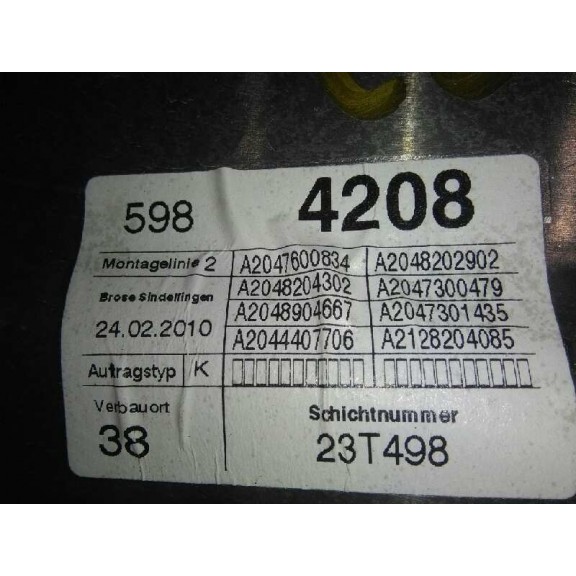 598 4208
Montagelinie 2 A2047600834 A2048202902
A2048204302 A2047300479
Brose Sindelfingen
A2048904667 A2047301435
24.02.2010
A2044407706 A2128204085
Autragstyp K
Verbauort Schichtnummer
38 23T498